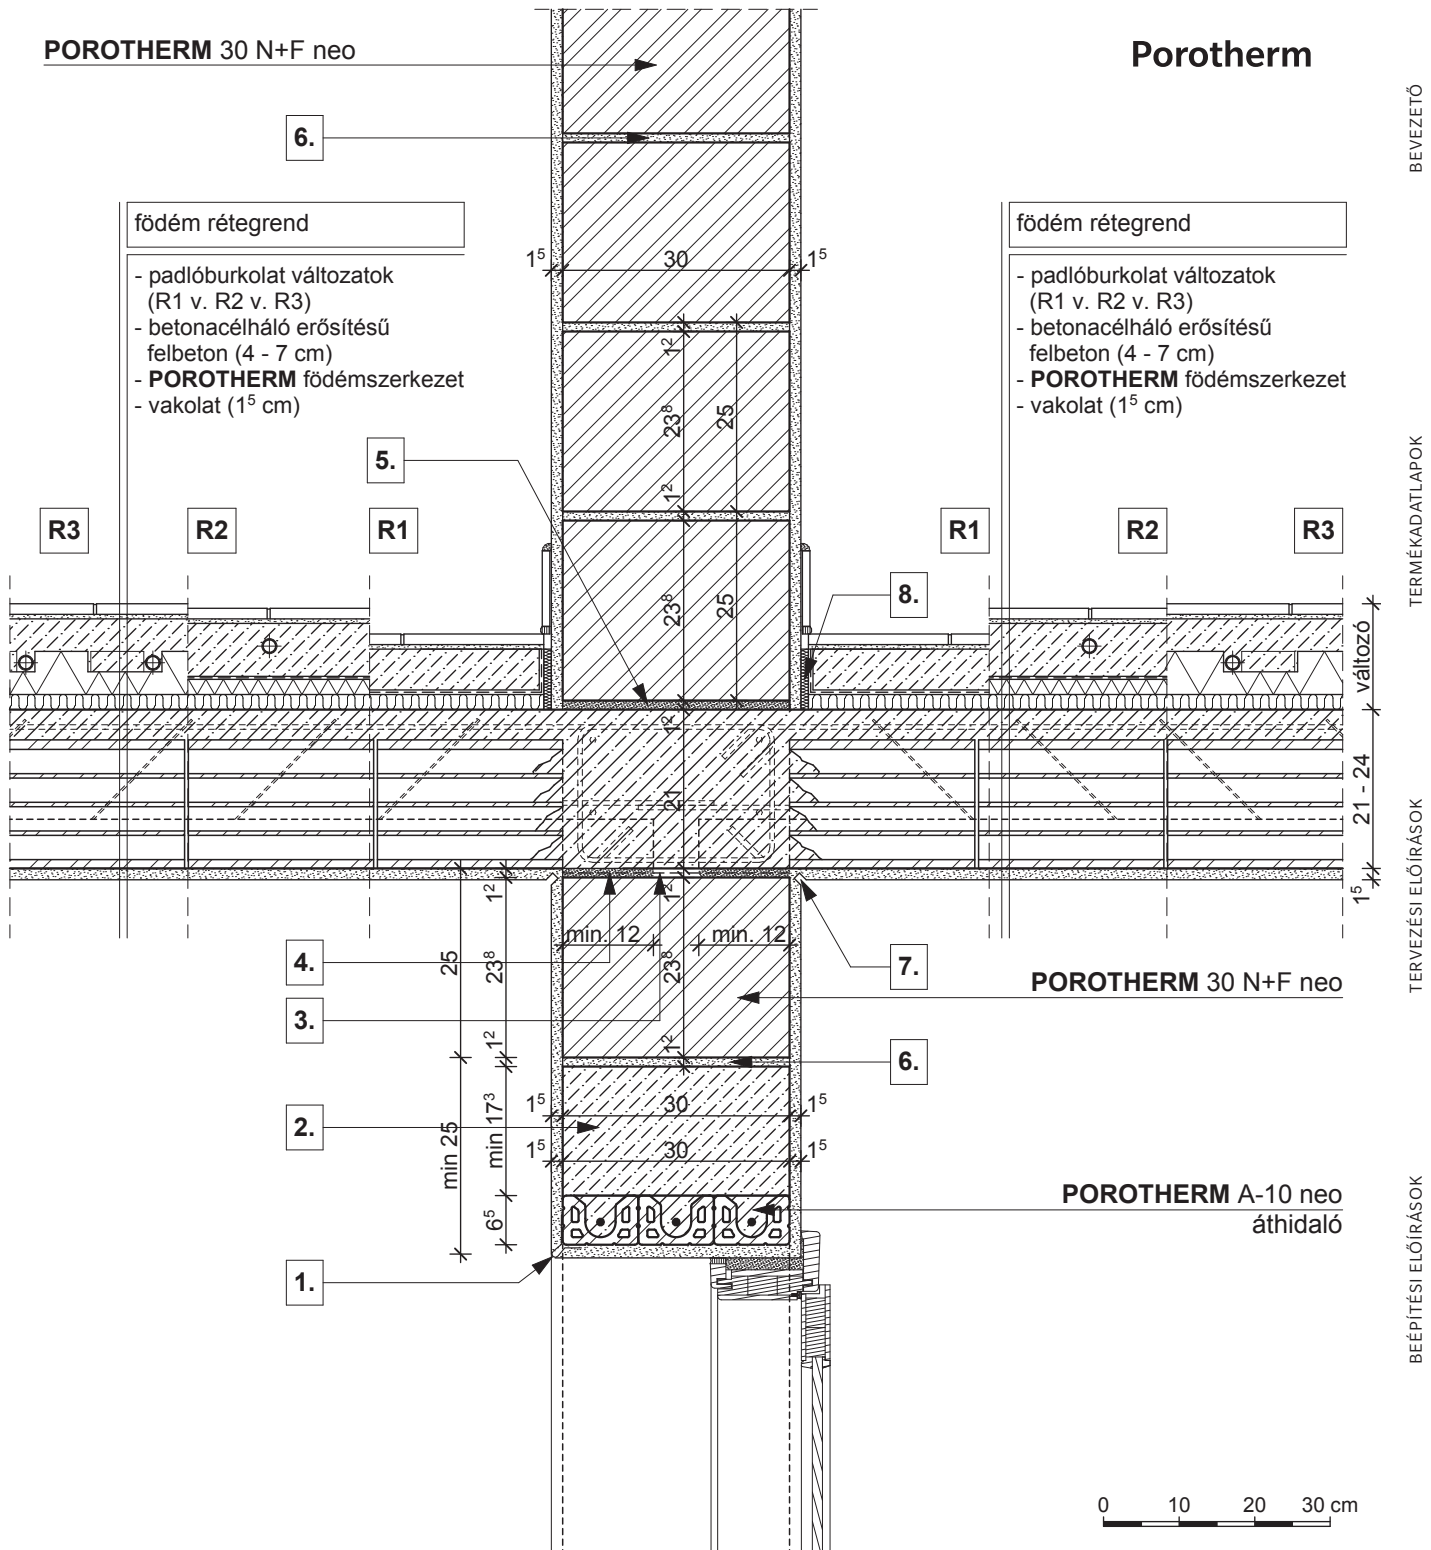 POROTHERM 30 N+F neo
Porotherm
BEVEZETŐ
6.
födém rétegrend
- padlóburkolat változatok
(R1 v. R2 v. R3)
- betonacélháló erősítésű
felbeton (4 - 7 cm)
- POROTHERM födémszerkezet
- vakolat (1⁵ cm)
födém rétegrend
- padlóburkolat változatok
(R1 v. R2 v. R3)
- betonacélháló erősítésű
felbeton (4 - 7 cm)
- POROTHERM födémszerkezet
- vakolat (1⁵ cm)
1⁵ 30 1⁵
1²
23⁸ 25
1²
5.
TERMÉKADATLAPOK
R3 R2 R1
R1 R2 R3
23⁸ 25
8.
változó
1²
21
21 - 24
1⁵
TERVEZÉSI ELŐÍRÁSOK
1² 1²
min. 12 min. 12
4.
25 23⁸ 23⁸
7.
POROTHERM 30 N+F neo
3.
1² 1²
6.
1⁵ 30 1⁵
2.
min 25 min 17³
1⁵ 30 1⁵
POROTHERM A-10 neo
áthidaló
6⁵
1.
BEÉPÍTÉSI ELŐÍRÁSOK
0 10 20 30 cm